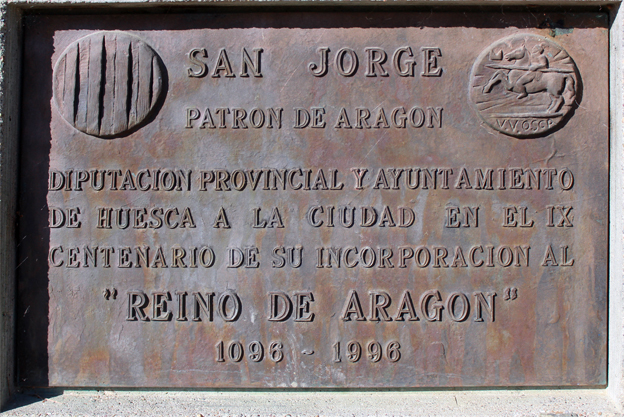 SAN JORGE
PATRON DE ARAGON
V.V.OSCA
DIPUTACION PROVINCIAL Y AYUNTAMIENTO
DE HUESCA A LA CIUDAD EN EL IX
CENTENARIO DE SU INCORPORACION AL
"REINO DE ARAGON"
1096 - 1996